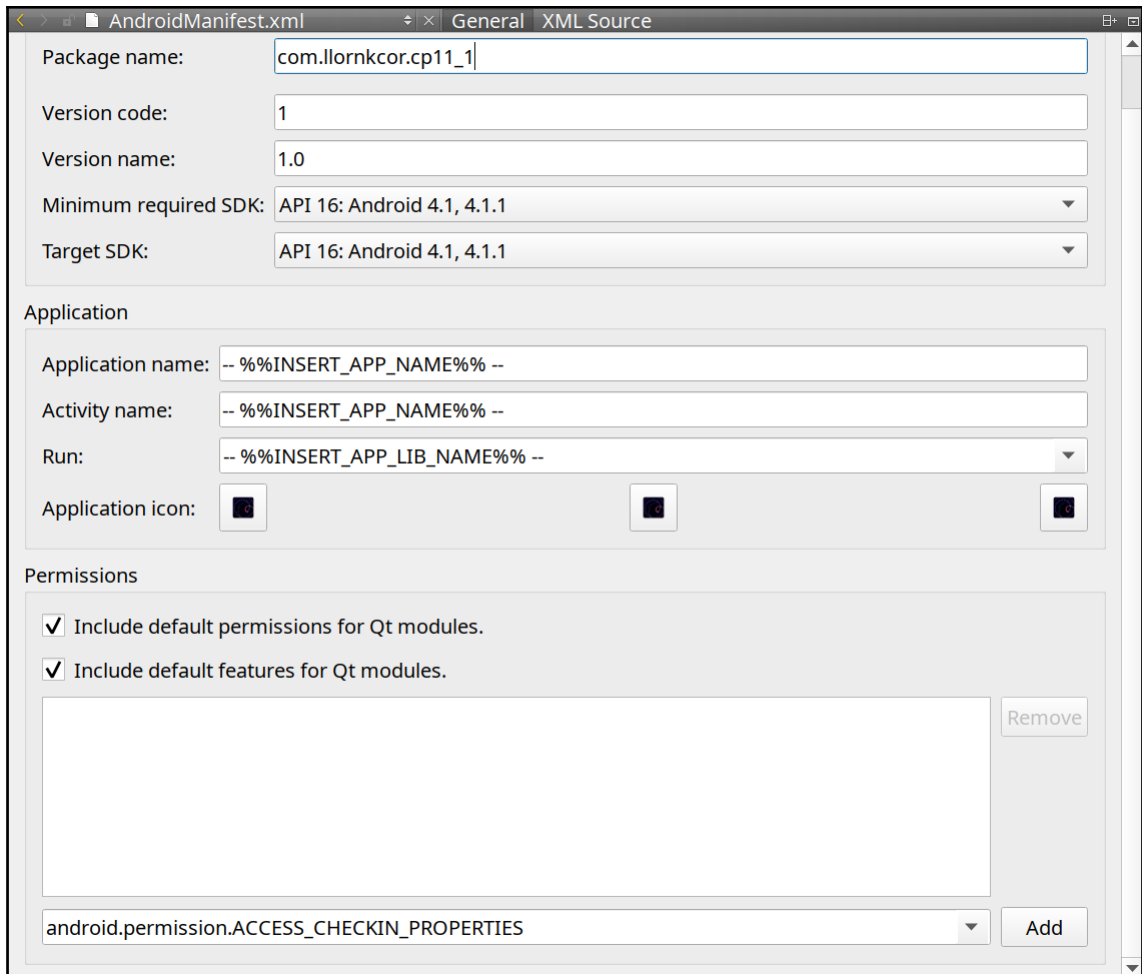 AndroidManifest.xml General XML Source
Package name: com.llornkcor.cp11_1
Version code: 1
Version name: 1.0
Minimum required SDK: API 16: Android 4.1, 4.1.1
Target SDK: API 16: Android 4.1, 4.1.1
Application
Application name: -- %%INSERT_APP_NAME%% --
Activity name: -- %%INSERT_APP_NAME%% --
Run: -- %%INSERT_APP_LIB_NAME%% --
Application icon:
Permissions
Include default permissions for Qt modules.
Include default features for Qt modules.
Remove
android.permission.ACCESS_CHECKIN_PROPERTIES Add